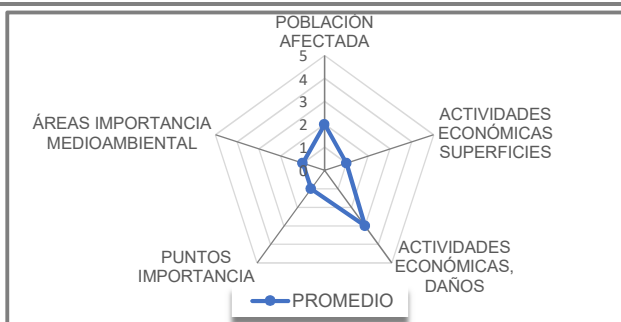 POBLACIÓN
AFECTADA
5
4
3
2
1
0
ACTIVIDADES
ECONÓMICAS
SUPERFICIES
ÁREAS IMPORTANCIA
MEDIOAMBIENTAL
PUNTOS
IMPORTANCIA
ACTIVIDADES
ECONÓMICAS,
DAÑOS
PROMEDIO